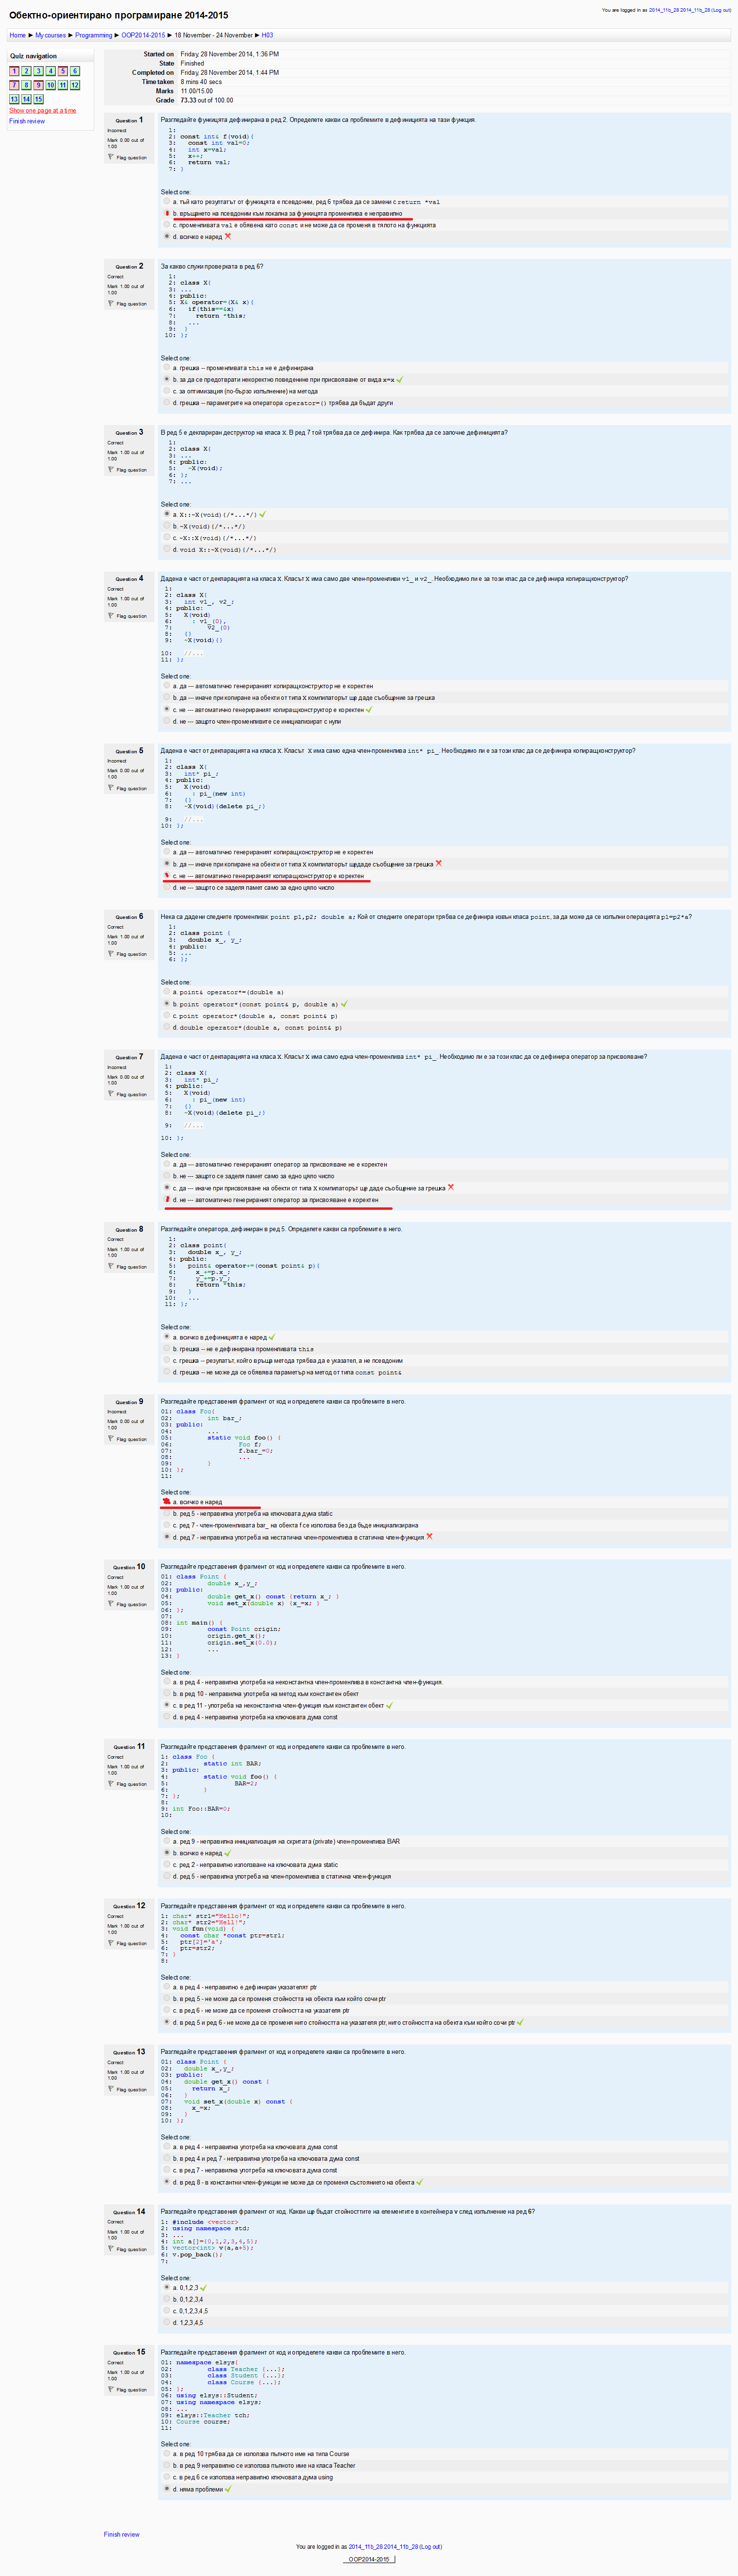 Обектно-ориентирано програмиране 2014-2015
You are logged in as 2014_11b_28 2014_11b_28 (Log out)
Home ► My courses ► Programming ► OOP2014-2015 ► 18 November - 24 November ► H03
Quiz navigation
1 2 3 4 5 6
7 8 9 10 11 12
13 14 15
Show one page at a time
Finish review
Started on Friday, 28 November 2014, 1:36 PM
State Finished
Completed on Friday, 28 November 2014, 1:44 PM
Time taken 8 mins 40 secs
Marks 11.00/15.00
Grade 73.33 out of 100.00
Question 1
Incorrect
Mark 0.00 out of
1.00
Flag question
Разгледайте функцията дефинирана в ред 2. Определете какви са проблемите в дефиницията на тази функция.
1:
2: const int& f(void){
3: const int val=0;
4: int x=val;
5: x++;
6: return val;
7: }
Select one:
a. тъй като резултатът от функцията е псевдоним, ред 6 трябва да се замени с return *val
b. връщането на псевдоним към локална за функцията променлива е неправилно
c. променливата val е обявена като const и не може да се променя в тялото на функцията
d. всичко е наред
Question 2
Correct
Mark 1.00 out of
1.00
Flag question
За какво служи проверката в ред 6?
1:
2: class X{
3: ...
4: public:
5: X& operator=(X& x){
6: if(this==&x)
7: return *this;
8: ...
9: }
10: };
Select one:
a. грешка -- променливата this не е дефинирана
b. за да се предотврати некоректно поведение при присвояване от вида x=x
c. за оптимизация (по-бързо изпълнение) на метода
d. грешка -- параметрите на оператора operator=() трябва да бъдат други
Question 3
Correct
Mark 1.00 out of
1.00
Flag question
В ред 5 е деклариран деструктор на класа X. В ред 7 той трябва да се дефинира. Как трябва да се започне дефиницията?
1:
2: class X{
3: ...
4: public:
5: ~X(void);
6: };
7: ...
Select one:
a. X::~X(void){/*...*/}
b. ~X(void){/*...*/}
c. ~X::X(void){/*...*/}
d. void X::~X(void){/*...*/}
Question 4
Correct
Mark 1.00 out of
1.00
Flag question
Дадена е част от декларацията на класа X. Класът X има само две член-променливи v1_ и v2_. Необходимо ли е за този клас да се дефинира копиращ конструктор?
1:
2: class X{
3: int v1_, v2_;
4: public:
5: X(void)
6: : v1_(0),
7: v2_(0)
8: {}
9: ~X(void){}
10: //...
11: };
Select one:
a. да --- автоматично генерираният копиращ конструктор не е коректен
b. да --- иначе при копиране на обекти от типа X компилаторът ще даде съобщение за грешка
c. не --- автоматично генерираният копиращ конструктор е коректен
d. не --- защото член-променливите се инициализират с нули
Question 5
Incorrect
Mark 0.00 out of
1.00
Flag question
Дадена е част от декларацията на класа X. Класът X има само една член-променлива int* pi_. Необходимо ли е за този клас да се дефинира копиращ конструктор?
1:
2: class X{
3: int* pi_;
4: public:
5: X(void)
6: : pi_(new int)
7: {}
8: ~X(void){delete pi_;}
9: //...
10: };
Select one:
a. да --- автоматично генерираният копиращ конструктор не е коректен
b. да --- иначе при копиране на обекти от типа X компилаторът ще даде съобщение за грешка
c. не --- автоматично генерираният копиращ конструктор е коректен
d. не --- защото се заделя памет само за едно цяло число
Question 6
Correct
Mark 1.00 out of
1.00
Flag question
Нека са дадени следните променливи: point p1,p2; double a; Кой от следните оператори трябва се дефинира извън класа point, за да може да се изпълни операцията p1=p2*a?
1:
2: class point {
3: double x_, y_;
4: public:
5: ...
6: };
Select one:
a. point& operator*=(double a)
b. point operator*(const point& p, double a)
c. point operator*(double a, const point& p)
d. double operator*(double a, const point& p)
Question 7
Incorrect
Mark 0.00 out of
1.00
Flag question
Дадена е част от декларацията на класа X. Класът X има само една член-променлива int* pi_. Необходимо ли е за този клас да се дефинира оператор за присвояване?
1:
2: class X{
3: int* pi_;
4: public:
5: X(void)
6: : pi_(new int)
7: {}
8: ~X(void){delete pi_;}
9: //...
10: };
Select one:
a. да --- автоматично генерираният оператор за присвояване не е коректен
b. не --- защото се заделя памет само за едно цяло число
c. да --- иначе при присвояване на обекти от типа X компилаторът ще даде съобщение за грешка
d. не --- автоматично генерираният оператор за присвояване е коректен
Question 8
Correct
Mark 1.00 out of
1.00
Flag question
Разгледайте оператора, дефиниран в ред 5. Определете какви са проблемите в него.
1:
2: class point{
3: double x_, y_;
4: public:
5: point& operator+=(const point& p){
6: x_+=p.x_;
7: y_+=p.y_;
8: return *this;
9: }
10: ...
11: };
Select one:
a. всичко в дефиницията е наред
b. грешка -- не е дефинирана променливата this
c. грешка -- резултатът, който връща метода трябва да е указател, а не псевдоним
d. грешка -- не може да се обявява параметър на метод от типа const point&
Question 9
Incorrect
Mark 0.00 out of
1.00
Flag question
Разгледайте представения фрагмент от код и определете какви са проблемите в него.
01: class Foo{
02: int bar_;
03: public:
04: ...
05: static void foo() {
06: Foo f;
07: f.bar_=0;
08: ...
09: }
10: };
11:
Select one:
a. всичко е наред
b. ред 5 - неправилна употреба на ключовата дума static
c. ред 7 - член-променливата bar_ на обекта f се използва без да бъде инициализирана
d. ред 7 - неправилна употреба на нестатична член-променлива в статична член-функция
Question 10
Correct
Mark 1.00 out of
1.00
Flag question
Разгледайте представения фрагмент от код и определете какви са проблемите в него.
01: class Point {
02: double x_,y_;
03: public:
04: double get_x() const {return x_; }
05: void set_x(double x) {x_=x; }
06: };
07:
08: int main() {
09: const Point origin;
10: origin.get_x();
11: origin.set_x(0.0);
12: ...
13: }
Select one:
a. в ред 4 - неправилна употреба на неконстантна член-променлива в константна член-функция.
b. в ред 10 - неправилна употреба на метод към константен обект
c. в ред 11 - употреба на неконстантна член-функция към константен обект
d. в ред 4 - неправилна употреба на ключовата дума const
Question 11
Correct
Mark 1.00 out of
1.00
Flag question
Разгледайте представения фрагмент от код и определете какви са проблемите в него.
1: class Foo {
2: static int BAR;
3: public:
4: static void foo() {
5: BAR=2;
6: }
7: };
8:
9: int Foo::BAR=0;
10:
Select one:
a. ред 9 - неправилна инициализация на скритата (private) член-променлива BAR
b. всичко е наред
c. ред 2 - неправилно използване на ключовата дума static
d. ред 5 - неправилна употреба на член-променлива в статична член-функция
Question 12
Correct
Mark 1.00 out of
1.00
Flag question
Разгледайте представения фрагмент от код и определете какви са проблемите в него.
1: char* str1="Hello!";
2: char* str2="Hell!";
3: void fun(void) {
4: const char *const ptr=str1;
5: ptr[2]='a';
6: ptr=str2;
7: }
8:
Select one:
a. в ред 4 - неправилно е дефиниран указателят ptr
b. в ред 5 - не може да се променя стойността на обекта към който сочи ptr
c. в ред 6 - не може да се променя стойността на указателя ptr
d. в ред 5 и ред 6 - не може да се променя нито стойността на указателя ptr, нито стойността на обекта към който сочи ptr
Question 13
Correct
Mark 1.00 out of
1.00
Flag question
Разгледайте представения фрагмент от код и определете какви са проблемите в него.
01: class Point {
02: double x_,y_;
03: public:
04: double get_x() const {
05: return x_;
06: }
07: void set_x(double x) const {
08: x_=x;
09: }
10: };
Select one:
a. в ред 4 - неправилна употреба на ключовата дума const
b. в ред 4 и ред 7 - неправилна употреба на ключовата дума const
c. в ред 7 - неправилна употреба на ключовата дума const
d. в ред 8 - в константни член-функции не може да се променя състоянието на обекта
Question 14
Correct
Mark 1.00 out of
1.00
Flag question
Разгледайте представения фрагмент от код. Какви ще бъдат стойностите на елементите в контейнера v след изпълнение на ред 6?
1: #include <vector>
2: using namespace std;
3: ...
4: int a[]={0,1,2,3,4,5};
5: vector<int> v(a,a+5);
6: v.pop_back();
7:
Select one:
a. 0,1,2,3
b. 0,1,2,3,4
c. 0,1,2,3,4,5
d. 1,2,3,4,5
Question 15
Correct
Mark 1.00 out of
1.00
Flag question
Разгледайте представения фрагмент от код и определете какви са проблемите в него.
01: namespace elsys{
02: class Teacher {...};
03: class Student {...};
04: class Course {...};
05: };
06: using elsys::Student;
07: using namespace elsys;
08: ...
09: elsys::Teacher tch;
10: Course course;
11:
Select one:
a. в ред 10 трябва да се използва пълното име на типа Course
b. в ред 9 неправилно се използва пълното име на класа Teacher
c. в ред 6 се използва неправилно ключовата дума using
d. няма проблеми
Finish review
You are logged in as 2014_11b_28 2014_11b_28 (Log out)
OOP2014-2015